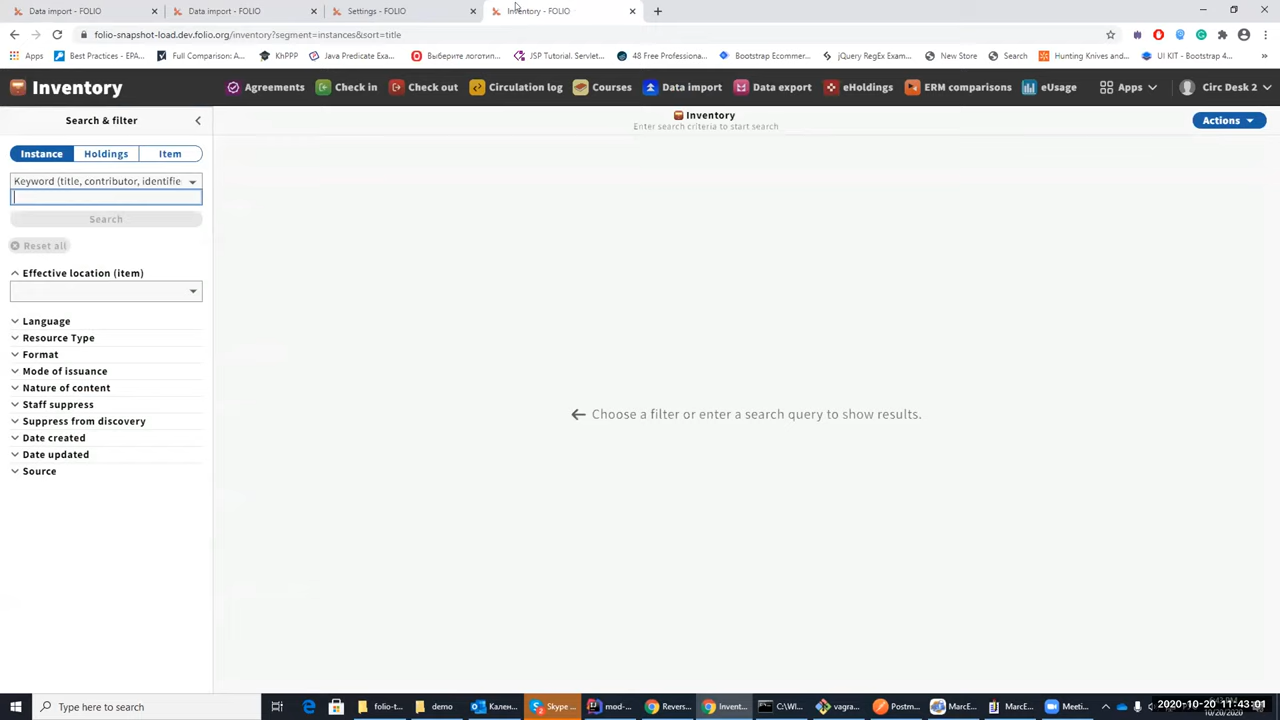 Data import - FOLIO
Data import - FOLIO
Settings - FOLIO
Inventory - FOLIO
folio-snapshot-load.dev.folio.org/inventory?segment=instances&sort=title
Apps
Best Practices - EPA...
Full Comparison: A...
KhPPP
Java Predicate Exa...
Выберите логотип...
JSP Tutorial. Servlet...
48 Free Professiona...
Bootstrap Ecommer...
jQuery RegEx Exam...
New Store
Search
Hunting Knives and...
UI KIT - Bootstrap 4...
Inventory
Agreements
Check in
Check out
Circulation log
Courses
Data import
Data export
eHoldings
ERM comparisons
eUsage
Apps
Circ Desk 2
Search & filter
Inventory
Enter search criteria to start search
Actions
Instance
Holdings
Item
Keyword (title, contributor, identifie
Search
Reset all
Effective location (item)
Language
Resource Type
Format
Mode of issuance
Nature of content
Staff suppress
Suppress from discovery
Date created
Date updated
Source
Choose a filter or enter a search query to show results.
Type here to search
folio-t...
demo
Кален...
Skype ...
mod-...
Revers...
Invent...
C:\WI...
vagra...
Postm...
MarcE...
MarcE...
Meeti...
2020-10-20 11:43:01